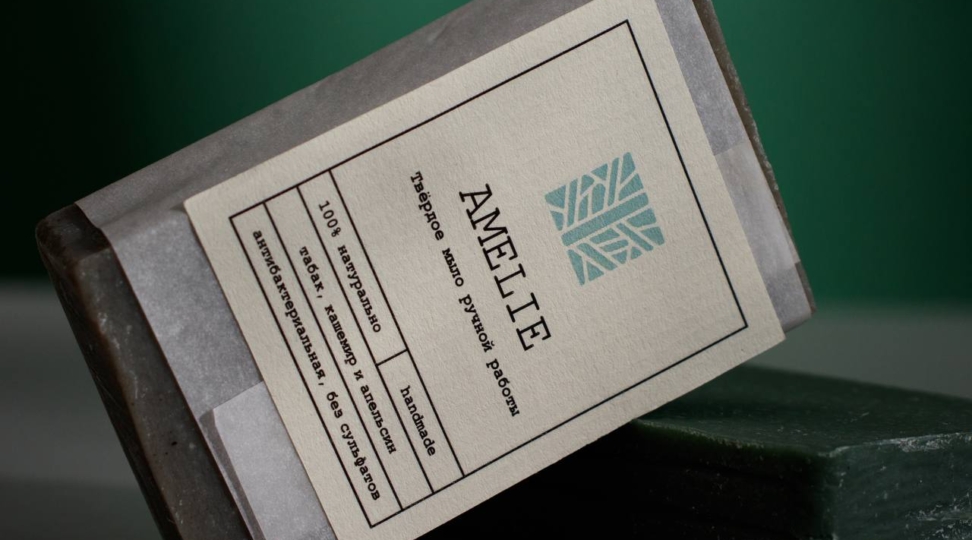 AMELIE
Твёрдое мыло ручной работы
100% натурально
handmade
табак, кашемир и апельсин
антибактериальная, без сульфатов